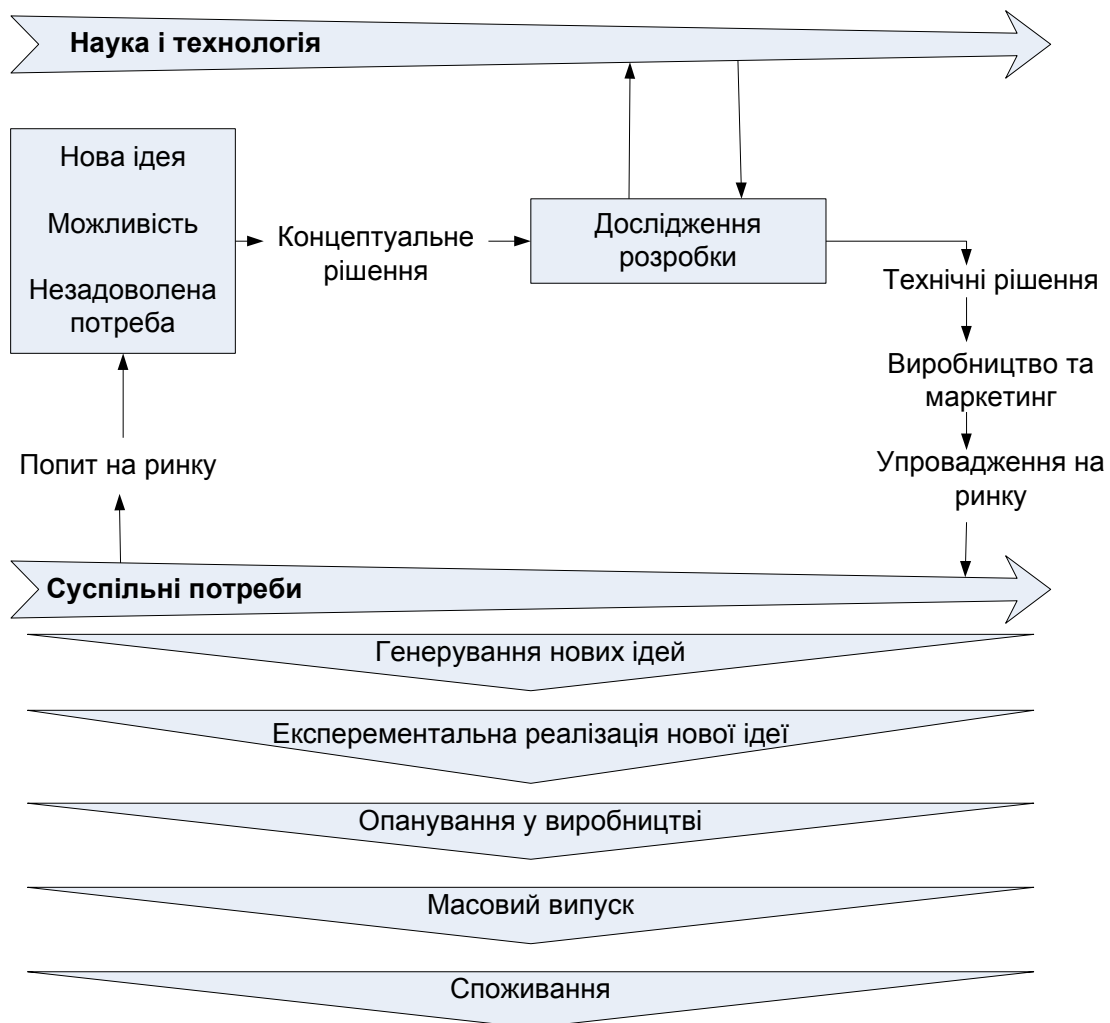 Наука і технологія
Нова ідея
Можливість
Незадоволена
потреба
Концептуальне
рішення
Дослідження
розробки
Технічні рішення
Виробництво та
маркетинг
Упровадження на
ринку
Попит на ринку
Суспільні потреби
Генерування нових ідей
Експерементальна реалізація нової ідеї
Опанування у виробництві
Масовий випуск
Споживання